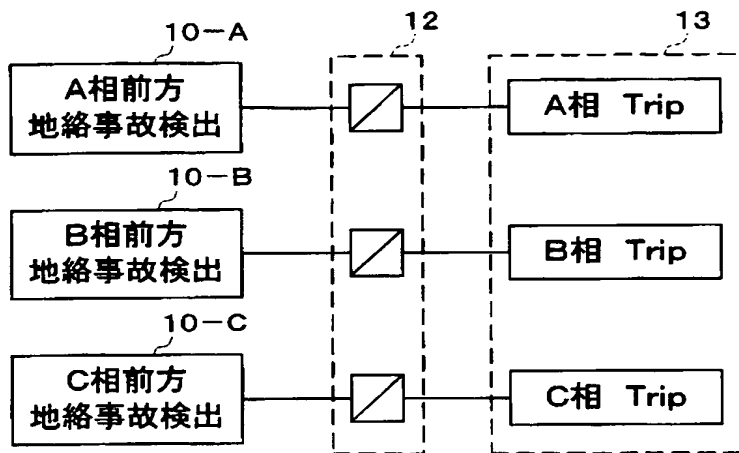 10-A
12
13
A相前方
地絡事故検出
A相 Trip
10-B
B相前方
地絡事故検出
B相 Trip
10-C
C相前方
地絡事故検出
C相 Trip